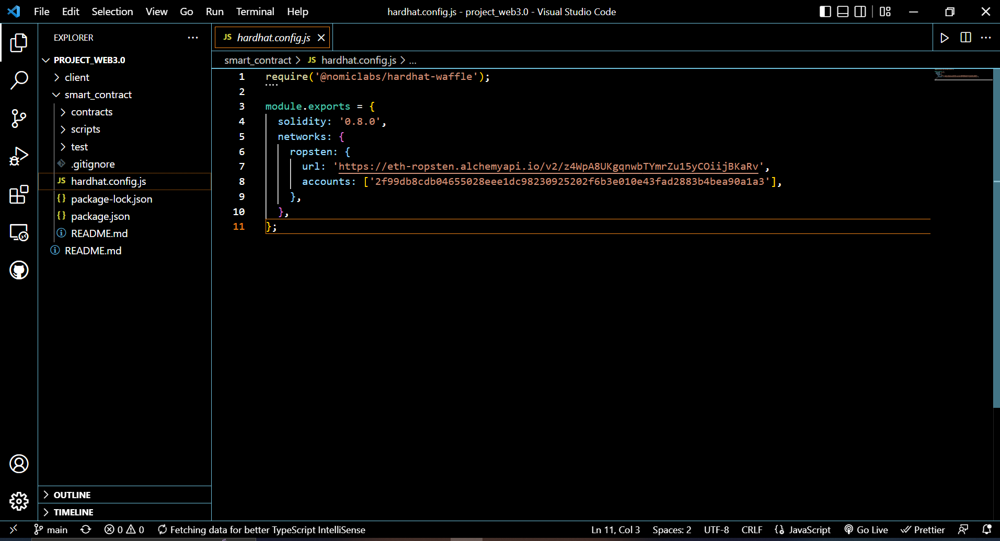 File Edit Selection View Go Run Terminal Help
hardhat.config.js - project_web3.0 - Visual Studio Code
EXPLORER
PROJECT_WEB3.0
client
smart_contract
contracts
scripts
test
.gitignore
JS hardhat.config.js
{} package-lock.json
{} package.json
README.md
README.md
OUTLINE
TIMELINE
JS hardhat.config.js
smart_contract > JS hardhat.config.js > ...
1 require('@nomiclabs/hardhat-waffle');
2
3 module.exports = {
4 solidity: '0.8.0',
5 networks: {
6 ropsten: {
7 url: 'https://eth-ropsten.alchemyapi.io/v2/z4WpA8UKgqnwbTYmrZu15yCOiijBKaRv',
8 accounts: ['2f99db8cdb04655028eee1dc98230925202f6b3e010e43fad2883b4bea90a1a3'],
9 },
10 },
11 };
main 0 0 Fetching data for better TypeScript IntelliSense Ln 11, Col 3 Spaces: 2 UTF-8 CRLF JavaScript Go Live Prettier